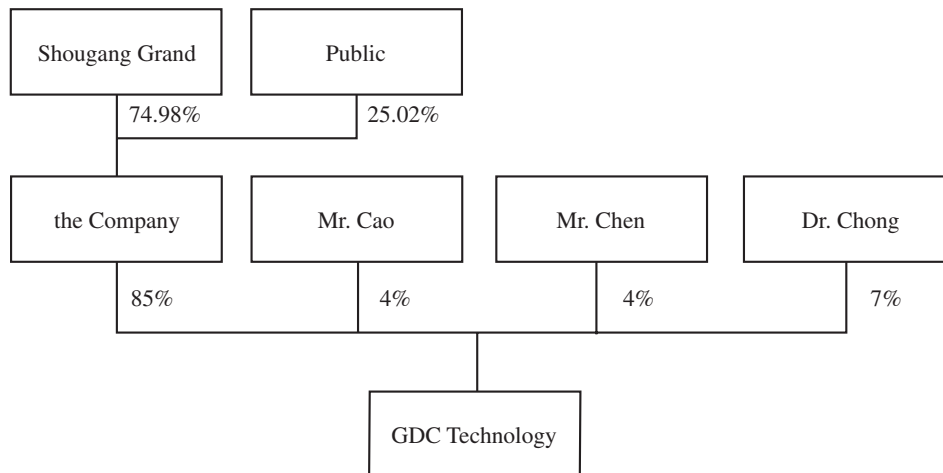 Shougang Grand
Public
74.98%
25.02%
the Company
Mr. Cao
Mr. Chen
Dr. Chong
85%
4%
4%
7%
GDC Technology